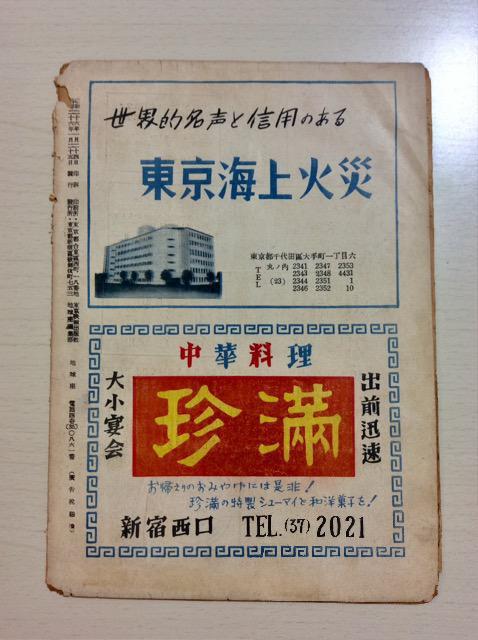 世界的名声と信用のある
東京海上火災
東京都千代田區大手町一丁目六
丸ノ内 2341 2347 2353
2343 2348 4431
TEL (23) 2344 2351 1
2346 2352 10
中華料理
珍満
大小宴会
出前迅速
お帰えりのおみやげには是非!
珍満の特製シューマイと和洋菓子を!
新宿西口 TEL.(37)2021
地球座